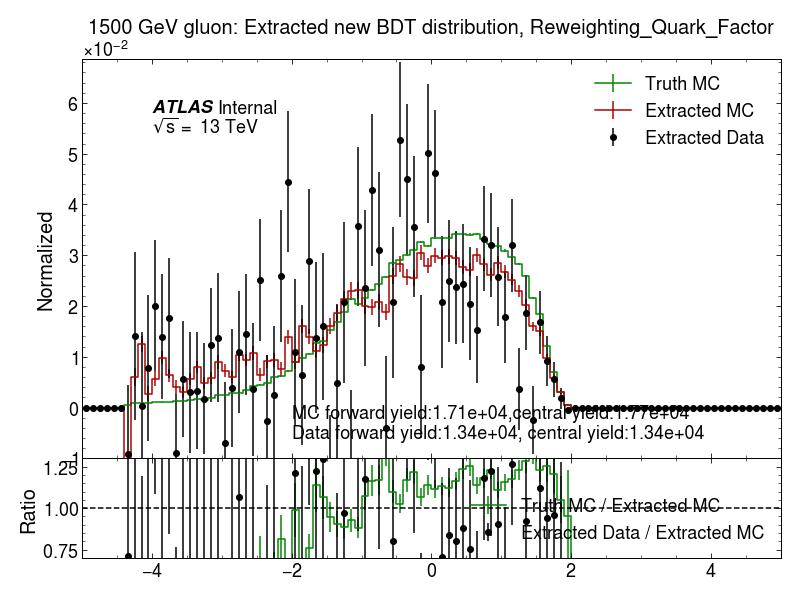 1500 GeV gluon: Extracted new BDT distribution, Reweighting_Quark_Factor
×10⁻²
ATLAS Internal
√s = 13 TeV
Truth MC
Extracted MC
Extracted Data
Normalized
6
5
4
3
2
1
0
MC forward yield:1.71e+04,central yield:1.77e+04
Data forward yield:1.34e+04, central yield:1.34e+04
Ratio
1.25
1.00
0.75
Truth MC / Extracted MC
Extracted Data / Extracted MC
−4
−2
0
2
4